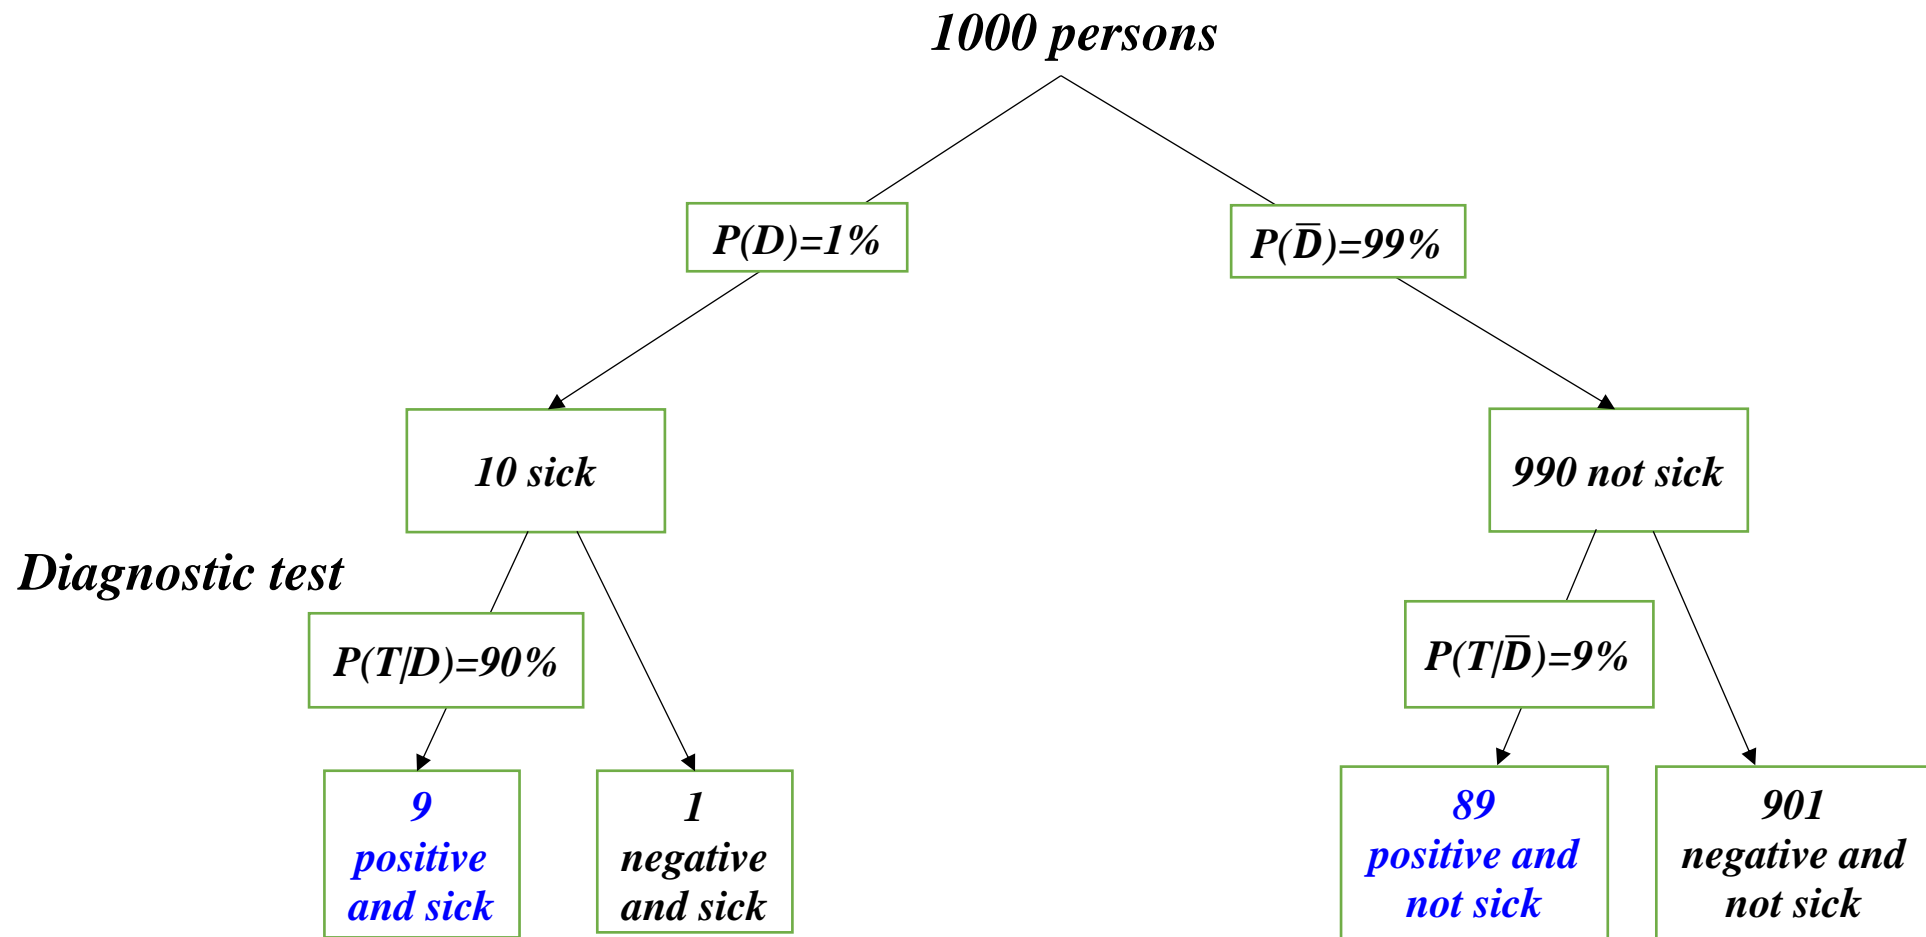 1000 persons
P(D)=1%
P(D̅)=99%
10 sick
990 not sick
Diagnostic test
P(T/D)=90%
P(T/D̅)=9%
9
positive
and sick
1
negative
and sick
89
positive and
not sick
901
negative and
not sick